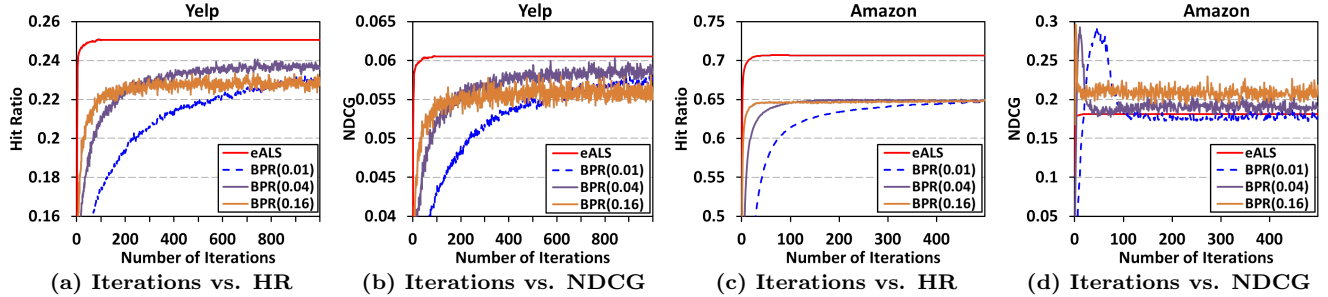 Yelp
0.26
0.24
0.22
0.2
0.18
0.16
Hit Ratio
eALS
BPR(0.01)
BPR(0.04)
BPR(0.16)
0 200 400 600 800
Number of Iterations
(a) Iterations vs. HR
Yelp
0.065
0.06
0.055
0.05
0.045
0.04
NDCG
eALS
BPR(0.01)
BPR(0.04)
BPR(0.16)
0 200 400 600 800
Number of Iterations
(b) Iterations vs. NDCG
Amazon
0.75
0.7
0.65
0.6
0.55
0.5
Hit Ratio
eALS
BPR(0.01)
BPR(0.04)
BPR(0.16)
0 100 200 300 400
Number of Iterations
(c) Iterations vs. HR
Amazon
0.3
0.25
0.2
0.15
0.1
0.05
NDCG
eALS
BPR(0.01)
BPR(0.04)
BPR(0.16)
0 100 200 300 400
Number of Iterations
(d) Iterations vs. NDCG